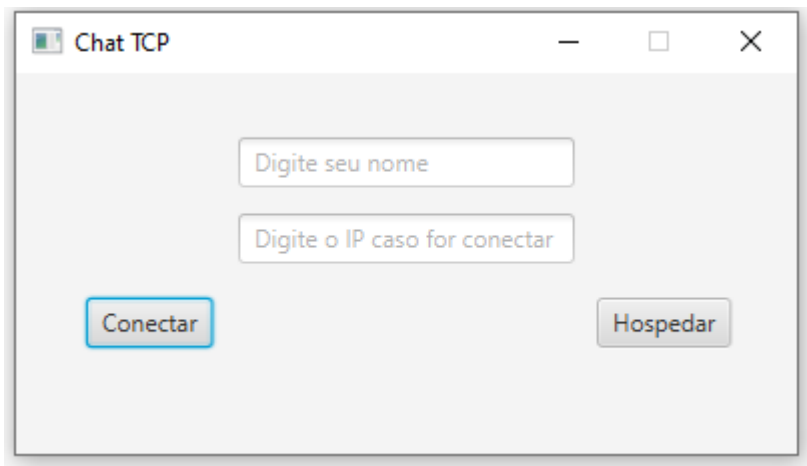 Chat TCP
Digite seu nome
Digite o IP caso for conectar
Conectar
Hospedar